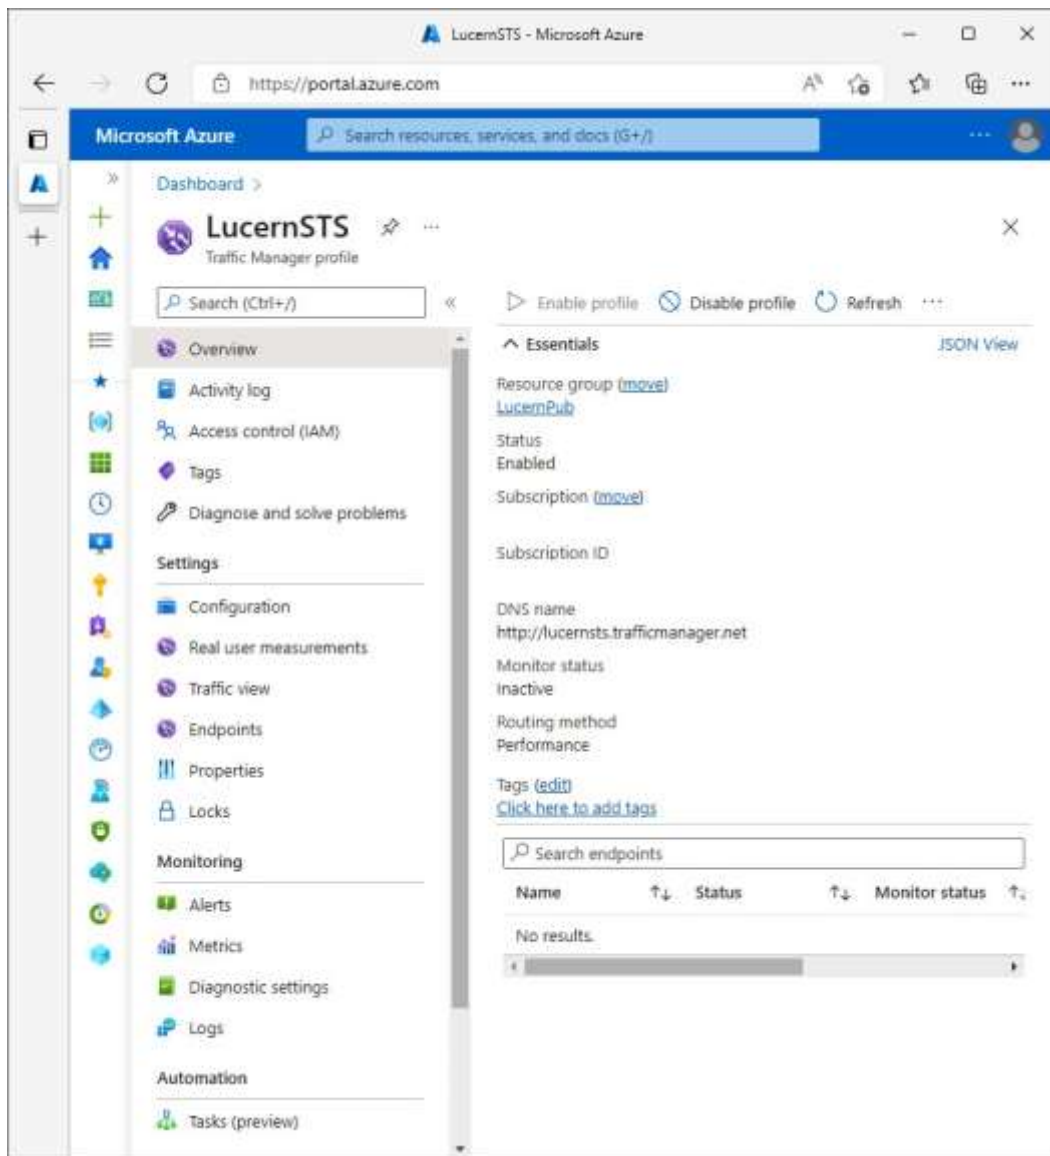 LucernSTS - Microsoft Azure
https://portal.azure.com
Microsoft Azure
Search resources, services, and docs (G+/)
Dashboard >
LucernSTS
Traffic Manager profile
Search (Ctrl+/)
Overview
Activity log
Access control (IAM)
Tags
Diagnose and solve problems
Settings
Configuration
Real user measurements
Traffic view
Endpoints
Properties
Locks
Monitoring
Alerts
Metrics
Diagnostic settings
Logs
Automation
Tasks (preview)
Enable profile Disable profile Refresh ...
Essentials JSON View
Resource group (move)
LucernPub
Status
Enabled
Subscription (move)
Subscription ID
DNS name
http://lucernsts.trafficmanager.net
Monitor status
Inactive
Routing method
Performance
Tags (edit)
Click here to add tags
Search endpoints
Name Status Monitor status
No results.